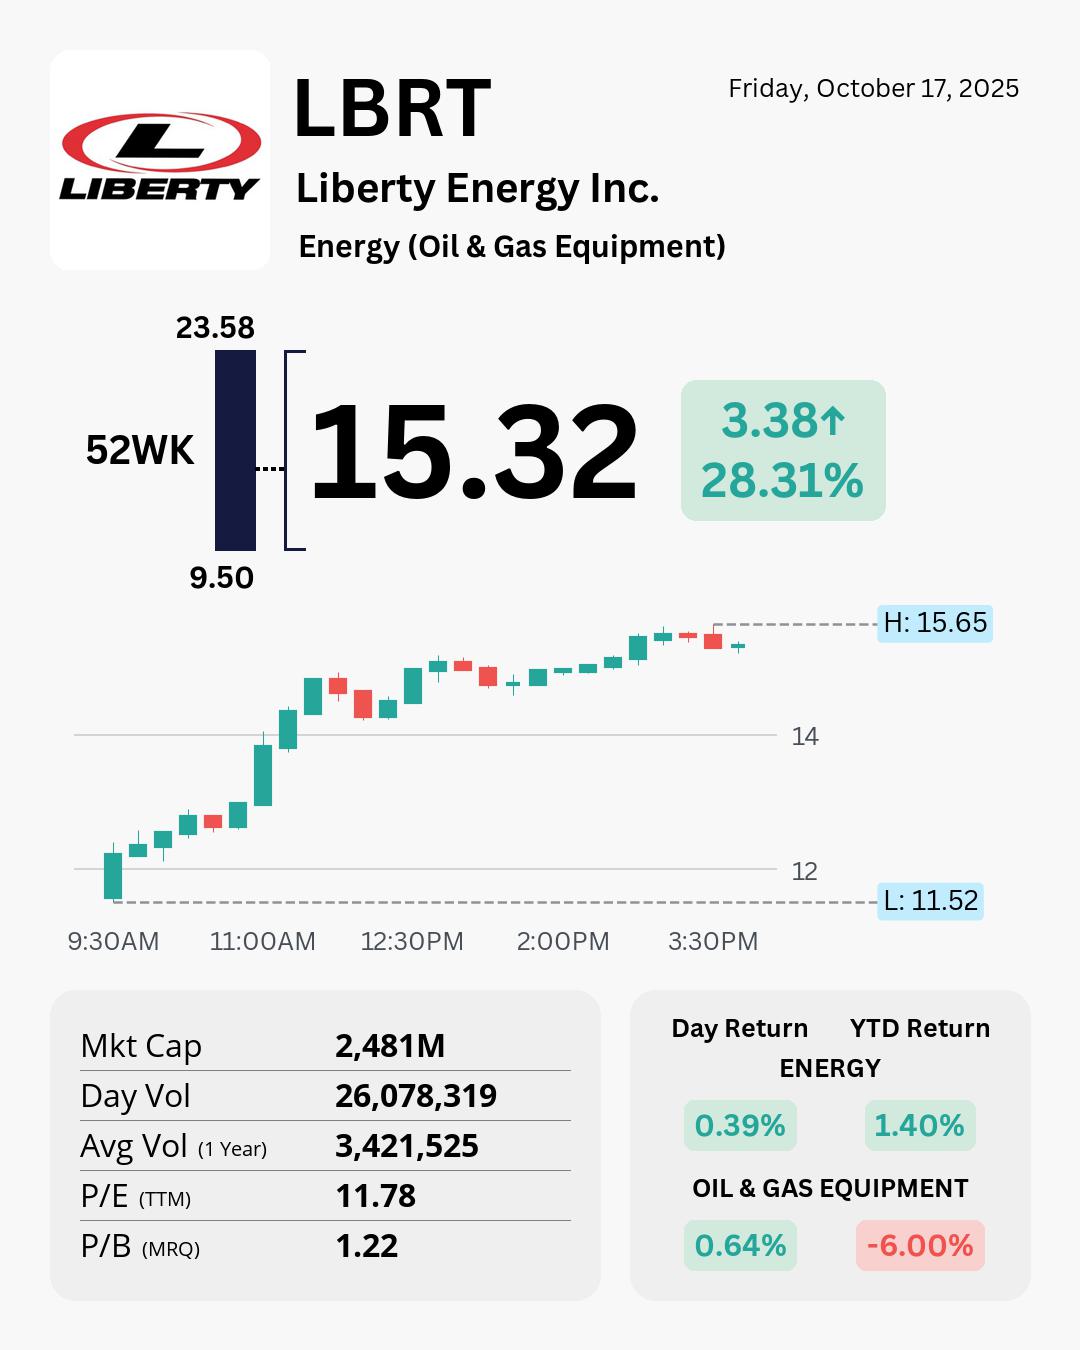 LIBERTY
LBRT
Friday, October 17, 2025
Liberty Energy Inc.
Energy (Oil & Gas Equipment)
23.58
52WK
9.50
15.32
3.38↑
28.31%
H: 15.65
14
12
L: 11.52
9:30AM 11:00AM 12:30PM 2:00PM 3:30PM
Mkt Cap 2,481M
Day Vol 26,078,319
Avg Vol (1 Year) 3,421,525
P/E (TTM) 11.78
P/B (MRQ) 1.22
Day Return YTD Return
ENERGY
0.39% 1.40%
OIL & GAS EQUIPMENT
0.64% -6.00%